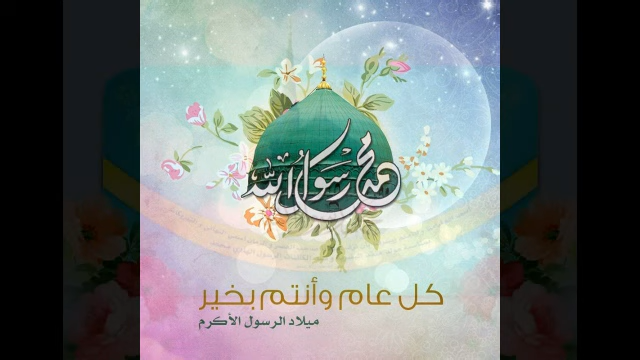 محمد رسول الله
كل عام وأنتم بخير
ميلاد الرسول الأكرم